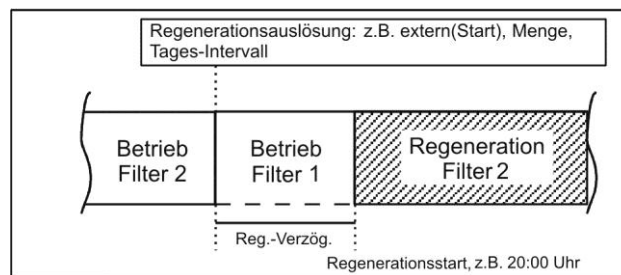 Regenerationsauslösung: z.B. extern(Start), Menge,
Tages-Intervall
Betrieb
Filter 2
Betrieb
Filter 1
Regeneration
Filter 2
Reg.-Verzög.
Regenerationsstart, z.B. 20:00 Uhr